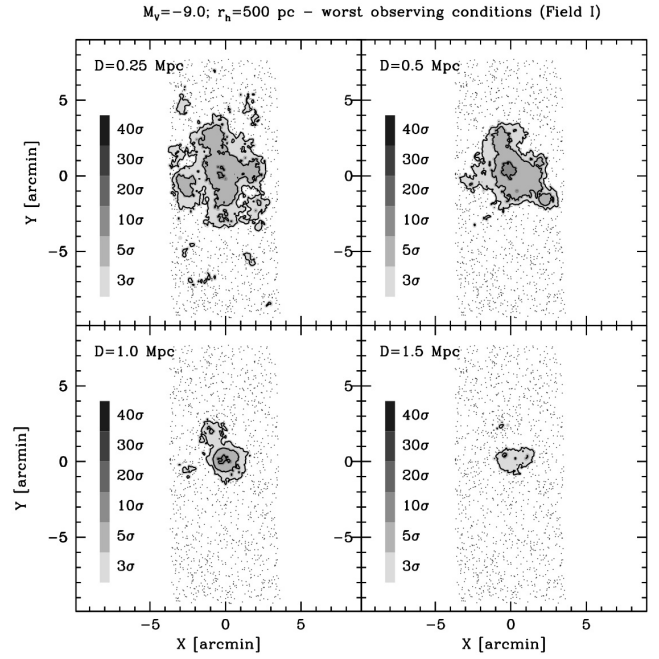 M_V=−9.0; r_h=500 pc − worst observing conditions (Field I)
D=0.25 Mpc
5
0
−5
40σ
30σ
20σ
10σ
5σ
3σ
Y [arcmin]
D=0.5 Mpc
5
0
−5
40σ
30σ
20σ
10σ
5σ
3σ
D=1.0 Mpc
5
0
−5
40σ
30σ
20σ
10σ
5σ
3σ
Y [arcmin]
−5 0 5
X [arcmin]
D=1.5 Mpc
5
0
−5
40σ
30σ
20σ
10σ
5σ
3σ
−5 0 5
X [arcmin]